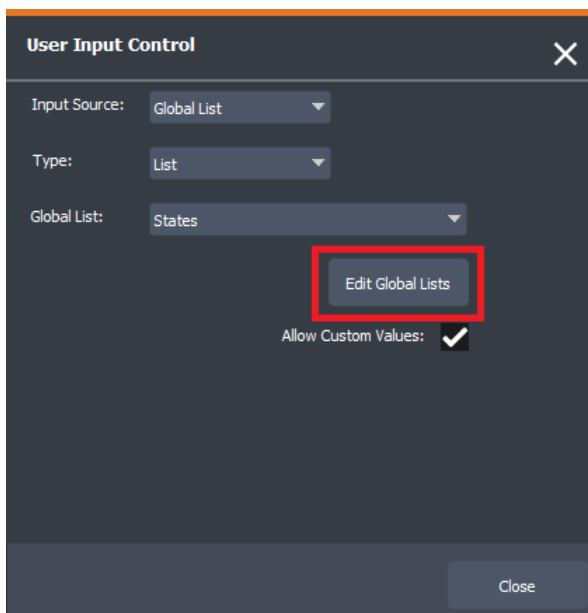 User Input Control
Input Source: Global List
Type: List
Global List: States
Edit Global Lists
Allow Custom Values:
Close